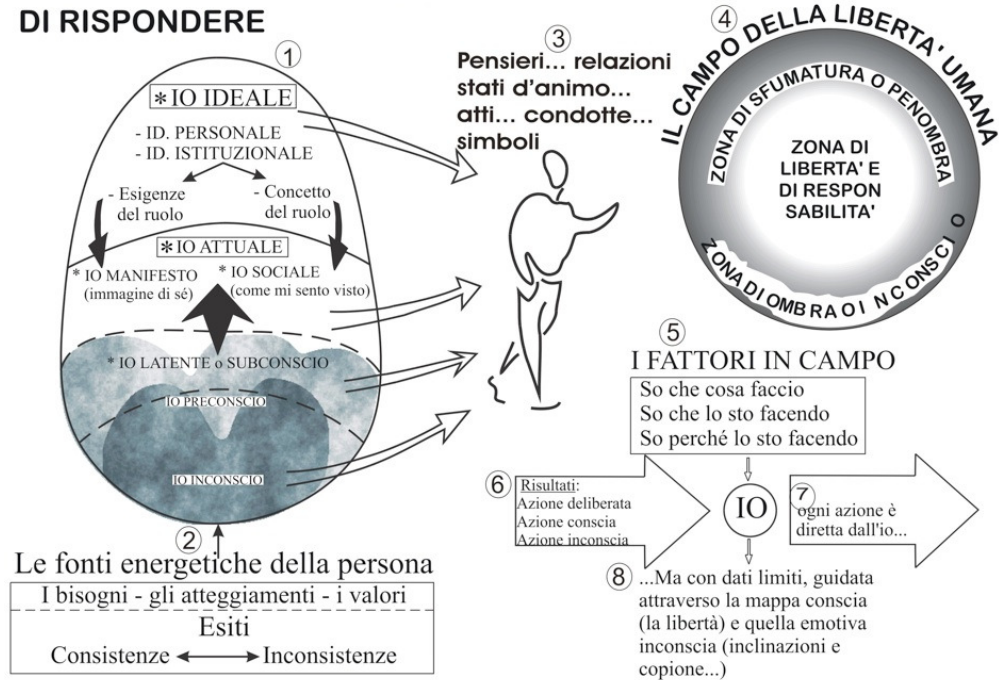 DI RISPONDERE
1
* IO IDEALE
- ID. PERSONALE
- ID. ISTITUZIONALE
- Esigenze
del ruolo
- Concetto
del ruolo
* IO ATTUALE
* IO MANIFESTO
(immagine di sé)
* IO SOCIALE
(come mi sento visto)
* IO LATENTE o SUBCONSCIO
IO PRECONSCIO
IO INCONSCIO
2
Le fonti energetiche della persona
I bisogni - gli atteggiamenti - i valori
Esiti
Consistenze Inconsistenze
3
Pensieri... relazioni
stati d'animo...
atti... condotte...
simboli
4
IL CAMPO DELLA LIBERTA' UMANA
ZONA DI SFUMATURA O PENOMBRA
ZONA DI
LIBERTA' E
DI RESPON
SABILITA'
ZONA DI OMBRA O INCONSCIO
5
I FATTORI IN CAMPO
So che cosa faccio
So che lo sto facendo
So perché lo sto facendo
6
Risultati:
Azione deliberata
Azione conscia
Azione inconscia
IO
7
ogni azione è
diretta dall'io...
8
...Ma con dati limiti, guidata
attraverso la mappa conscia
(la libertà) e quella emotiva
inconscia (inclinazioni e
copione...)